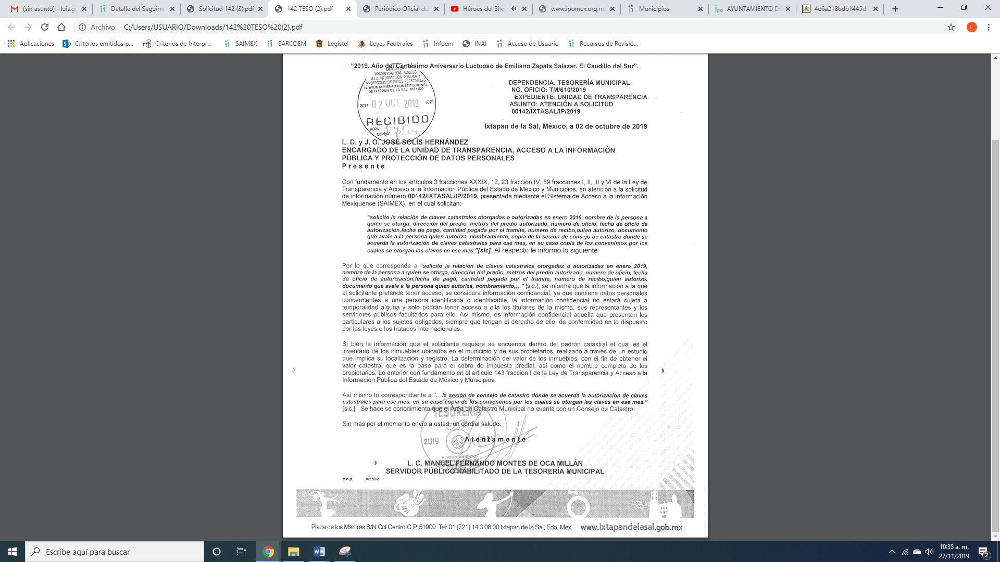 (sin asunto) - luis.gu
Detalle del Seguimi
Solicitud 142 (3).pdf
142 TESO (2).pdf
Periódico Oficial de
Héroes del Siler
www.ipomex.org.m
Municipios
AYUNTAMIENTO DE
4e6a218bdb1445df
Archivo
C:/Users/USUARIO/Downloads/142%20TESO%20(2).pdf
L
Aplicaciones
Criterios emitidos p...
Criterios de Interpr...
SAIMEX
SARCOEM
Legistel
Leyes Federales
Infoem
INAI
Acceso de Usuario
Recursos de Revisió...
“2019. Año del Centésimo Aniversario Luctuoso de Emiliano Zapata Salazar. El Caudillo del Sur”.
UNIDAD DE
TRANSPARENCIA, ACCESO
A LA INFORMACIÓN PÚBLICA Y
PROTECCIÓN DE DATOS PERSONALES
H. AYUNTAMIENTO CONSTITUCIONAL
DE IXTAPAN DE LA SAL, MÉXICO
02 OCT 2019
RECIBIDO
HORA:
NOMBRE:
DEPENDENCIA: TESORERÍA MUNICIPAL
NO. OFICIO: TM/610/2019
EXPEDIENTE: UNIDAD DE TRANSPARENCIA
ASUNTO: ATENCIÓN A SOLICITUD
00142/IXTASAL/IP/2019
Ixtapan de la Sal, México, a 02 de octubre de 2019
L. D. y J. O. JOSÉ SOLÍS HERNÁNDEZ
ENCARGADO DE LA UNIDAD DE TRANSPARENCIA, ACCESO A LA INFORMACIÓN
PÚBLICA Y PROTECCIÓN DE DATOS PERSONALES
P r e s e n t e
Con fundamento en los artículos 3 fracciones XXXIX, 12, 23 fracción IV, 59 fracciones I, II, III y VI de la Ley de
Transparencia y Acceso a la Información Pública del Estado de México y Municipios, en atención a la solicitud
de información número 00142/IXTASAL/IP/2019, presentada mediante el Sistema de Acceso a la Información
Mexiquense (SAIMEX), en el cual solicitan:
“solicito la relación de claves catastrales otorgadas o autorizadas en enero 2019, nombre de la persona a
quien se otorga, dirección del predio, metros del predio autorizado, numero de oficio, fecha de oficio de
autorización,fecha de pago, cantidad pagada por el tramite, numero de recibo,quien autorizo, documento
que avale a la persona quien autoriza, nombramiento, copia de la sesión de consejo de catastro donde se
acuerda la autorización de claves catastrales para ese mes, en su caso copia de los convenimos por los
cuales se otorgan las claves en ese mes.”[sic]. Al respecto le informo lo siguiente:
Por lo que corresponde a “solicito la relación de claves catastrales otorgadas o autorizadas en enero 2019,
nombre de la persona a quien se otorga, dirección del predio, metros del predio autorizado, numero de oficio, fecha
de oficio de autorización,fecha de pago, cantidad pagada por el trámite, numero de recibo,quien autorizo,
documento que avale a la persona quien autoriza, nombramiento,…” [sic.], se informa que la información a la que
el solicitante pretende tener acceso, se considera información confidencial, ya que contiene datos personales
concernientes a una persona identificada o identificable, la información confidencial no estará sujeta a
temporalidad alguna y solo podrán tener acceso a ella los titulares de la misma, sus representantes y los
servidores públicos facultados para ello. Así mismo, es información confidencial aquella que presentan los
particulares a los sujetos obligados, siempre que tengan el derecho de ello, de conformidad en lo dispuesto
por las leyes o los tratados internacionales.
Si bien la información que el solicitante requiere se encuentra dentro del padrón catastral el cual es el
inventario de los inmuebles ubicados en el municipio y de sus propietarios, realizado a través de un estudio
que implica su localización y registro. La determinación del valor de los inmuebles, con el fin de obtener el
valor catastral que es la base para el cobro de impuesto predial, así como el nombre completo de los
propietarios. Lo anterior con fundamento en el artículo 143 fracción I de la Ley de Transparencia y Acceso a la
Información Pública del Estado de México y Municipios.
Así mismo lo correspondiente a “…la sesión de consejo de catastro donde se acuerda la autorización de claves
catastrales para ese mes, en su caso copia de los convenimos por los cuales se otorgan las claves en ese mes.”
[sic.], Se hace se conocimiento que el Área de Catastro Municipal no cuenta con un Consejo de Catastro.
Sin más por el momento envío a usted, un cordial saludo.
TESORERÍA
2019
H. AYUNTAMIENTO
A t e n t a m e n t e
L. C. MANUEL FERNANDO MONTES DE OCA MILLÁN
SERVIDOR PÚBLICO HABILITADO DE LA TESORERÍA MUNICIPAL
c.c.p. Archivo
Plaza de los Mártires S/N Col Centro C.P. 51900 Tel: 01 (721) 14 3 06 00 Ixtapan de la Sal, Edo. Mex. www.ixtapandelasal.gob.mx
Escribe aquí para buscar
10:35 a. m.
27/11/2019
2